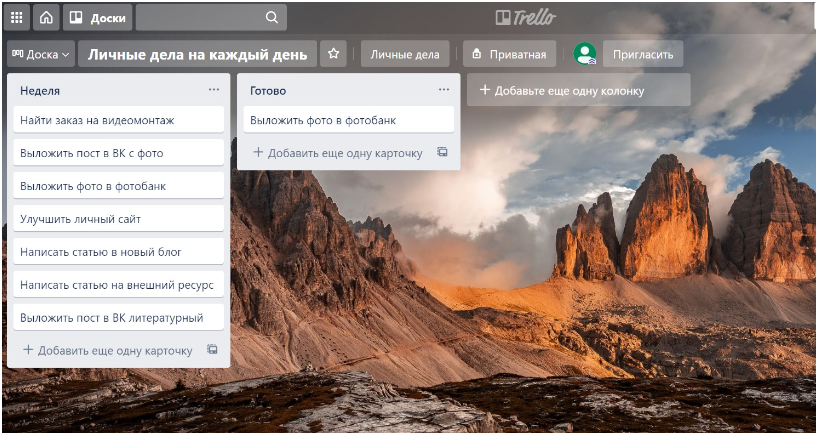 Доски
Trello
Доска
Личные дела на каждый день
Личные дела
Приватная
Пригласить
Неделя
Найти заказ на видеомонтаж
Выложить пост в ВК с фото
Выложить фото в фотобанк
Улучшить личный сайт
Написать статью в новый блог
Написать статью на внешний ресурс
Выложить пост в ВК литературный
+ Добавить еще одну карточку
Готово
Выложить фото в фотобанк
+ Добавить еще одну карточку
+ Добавьте еще одну колонку